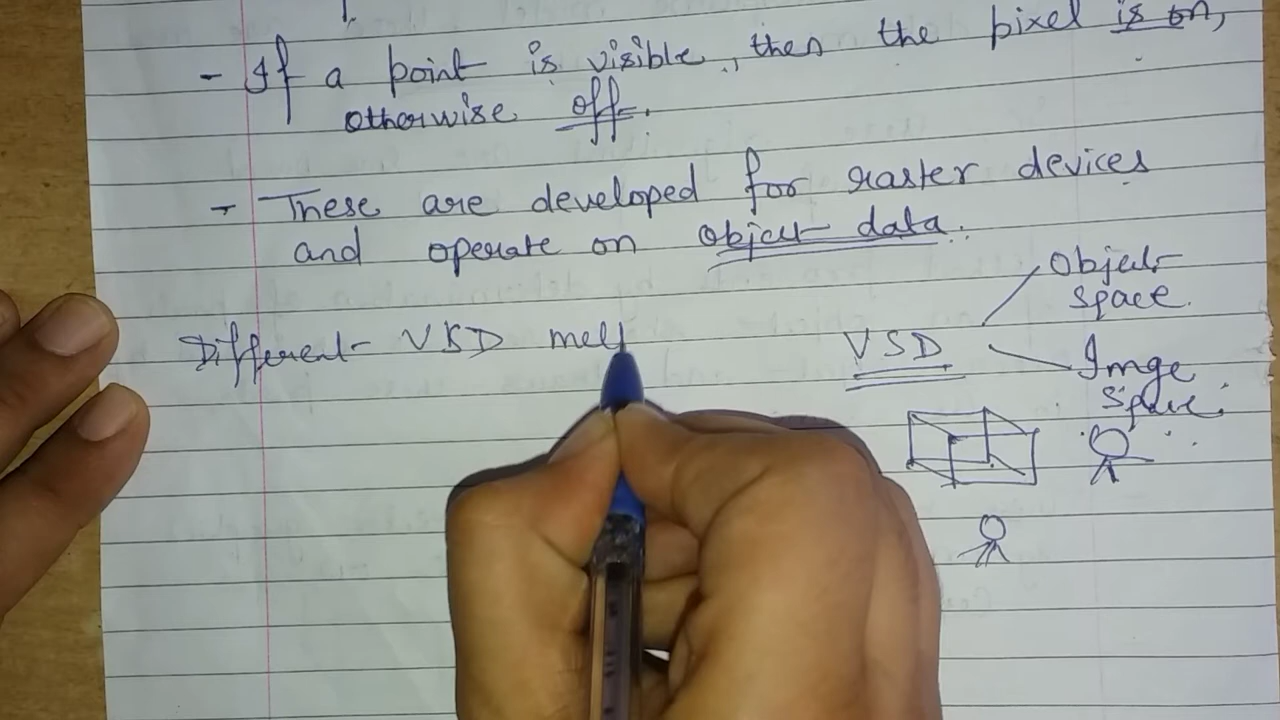 - If a point is visible, then the pixel is on,
otherwise off.
- These are developed for raster devices
and operate on object data.
Different VSD
VSD
Object
space.
Imge
space.